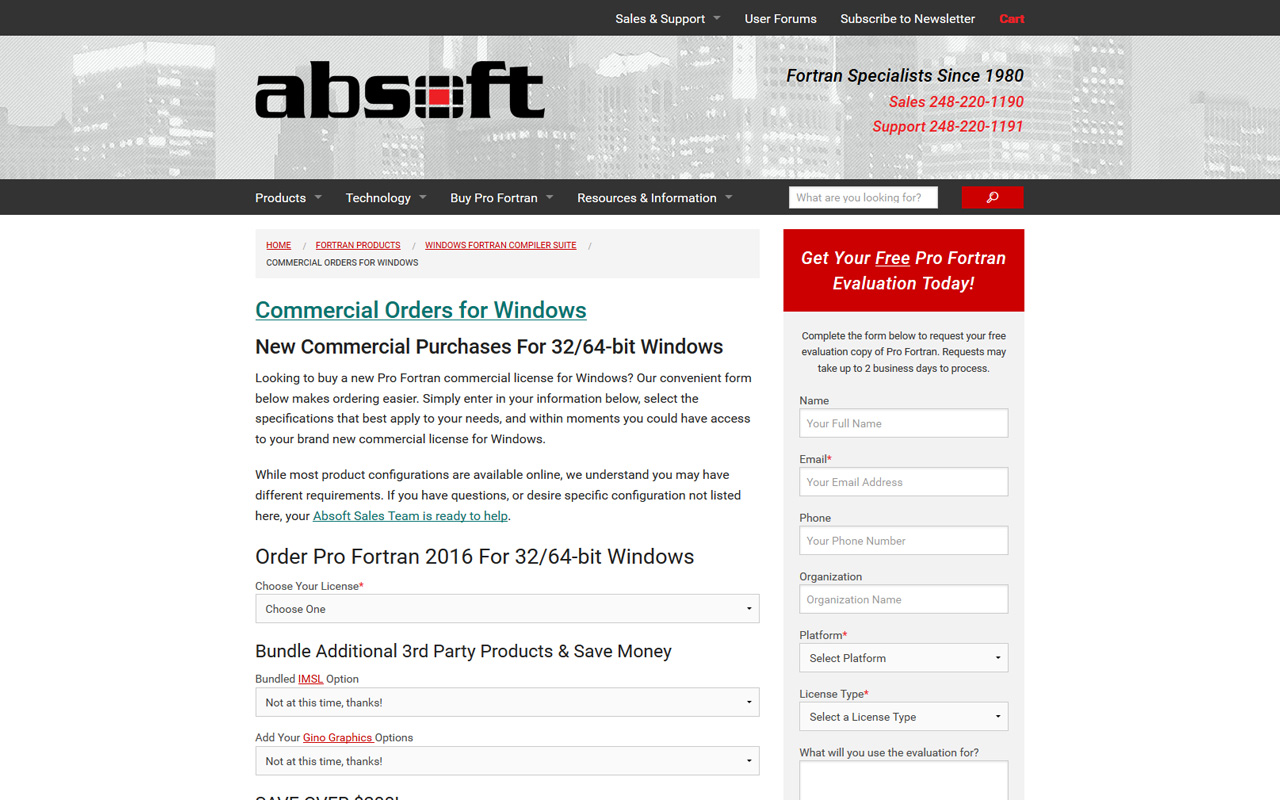 Sales & Support
User Forums
Subscribe to Newsletter
Cart
absoft
Fortran Specialists Since 1980
Sales 248-220-1190
Support 248-220-1191
Products
Technology
Buy Pro Fortran
Resources & Information
What are you looking for?
HOME / FORTRAN PRODUCTS / WINDOWS FORTRAN COMPILER SUITE /
COMMERCIAL ORDERS FOR WINDOWS
Commercial Orders for Windows
New Commercial Purchases For 32/64-bit Windows
Looking to buy a new Pro Fortran commercial license for Windows? Our convenient form
below makes ordering easier. Simply enter in your information below, select the
specifications that best apply to your needs, and within moments you could have access
to your brand new commercial license for Windows.
While most product configurations are available online, we understand you may have
different requirements. If you have questions, or desire specific configuration not listed
here, your Absoft Sales Team is ready to help.
Order Pro Fortran 2016 For 32/64-bit Windows
Choose Your License*
Choose One
Bundle Additional 3rd Party Products & Save Money
Bundled IMSL Option
Not at this time, thanks!
Add Your Gino Graphics Options
Not at this time, thanks!
SAVE OVER $200!
Get Your Free Pro Fortran
Evaluation Today!
Complete the form below to request your free
evaluation copy of Pro Fortran. Requests may
take up to 2 business days to process.
Name
Your Full Name
Email*
Your Email Address
Phone
Your Phone Number
Organization
Organization Name
Platform*
Select Platform
License Type*
Select a License Type
What will you use the evaluation for?